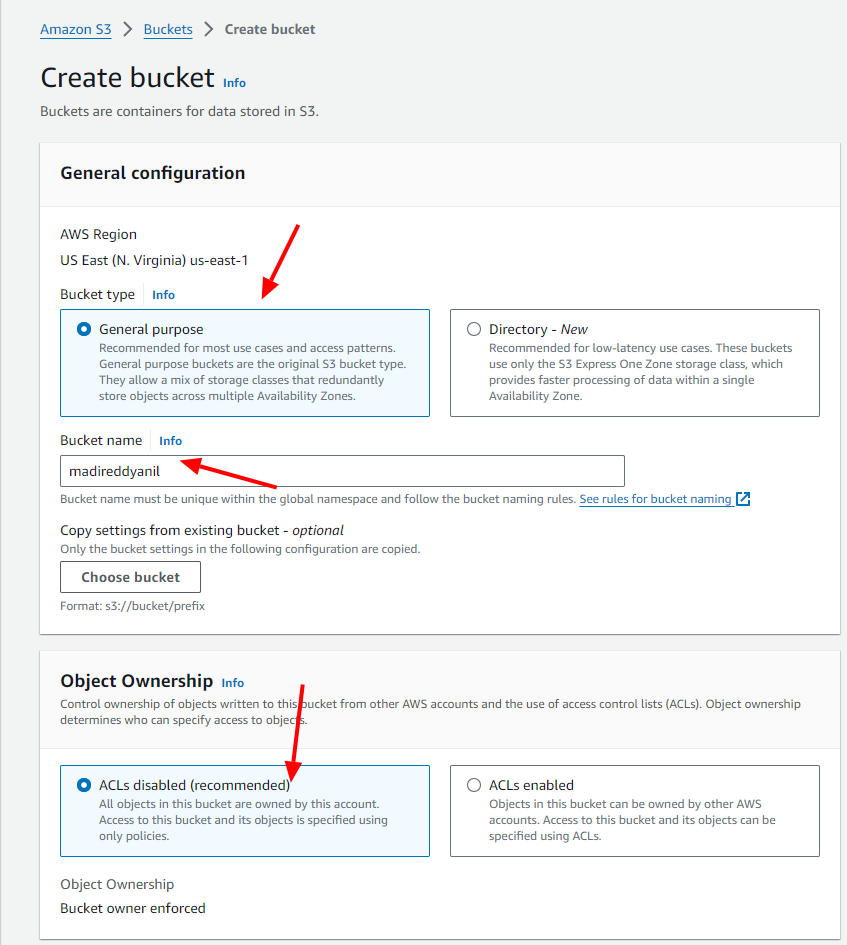 Amazon S3 > Buckets > Create bucket
Create bucket Info
Buckets are containers for data stored in S3.
General configuration
AWS Region
US East (N. Virginia) us-east-1
Bucket type Info
General purpose
Recommended for most use cases and access patterns.
General purpose buckets are the original S3 bucket type.
They allow a mix of storage classes that redundantly
store objects across multiple Availability Zones.
Directory - New
Recommended for low-latency use cases. These buckets
use only the S3 Express One Zone storage class, which
provides faster processing of data within a single
Availability Zone.
Bucket name Info
madireddyanil
Bucket name must be unique within the global namespace and follow the bucket naming rules. See rules for bucket naming
Copy settings from existing bucket - optional
Only the bucket settings in the following configuration are copied.
Choose bucket
Format: s3://bucket/prefix
Object Ownership Info
Control ownership of objects written to this bucket from other AWS accounts and the use of access control lists (ACLs). Object ownership
determines who can specify access to objects.
ACLs disabled (recommended)
All objects in this bucket are owned by this account.
Access to this bucket and its objects is specified using
only policies.
ACLs enabled
Objects in this bucket can be owned by other AWS
accounts. Access to this bucket and its objects can be
specified using ACLs.
Object Ownership
Bucket owner enforced